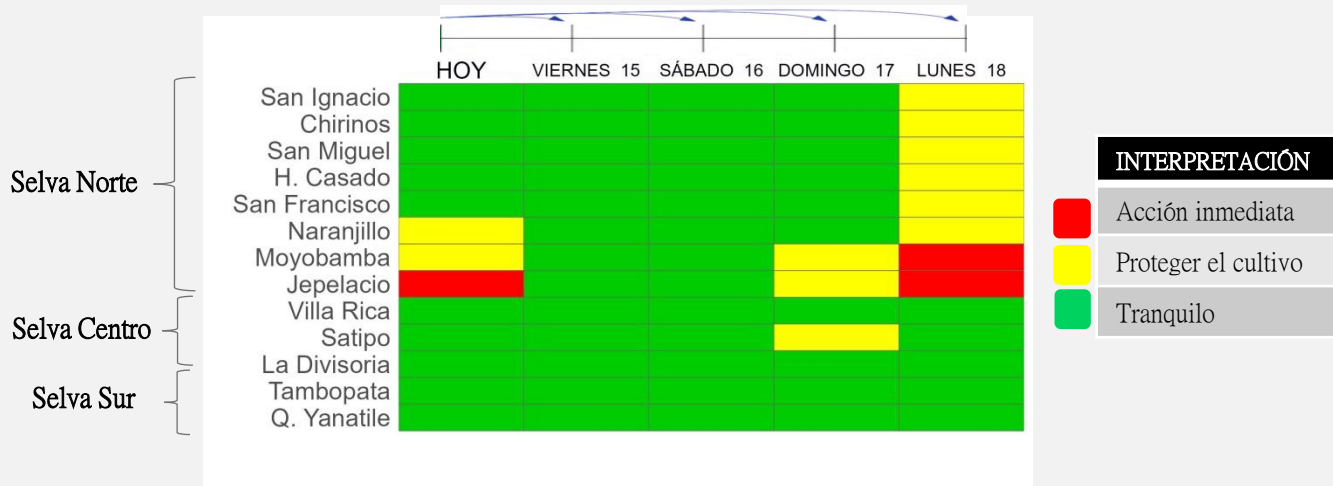 HOY VIERNES 15 SÁBADO 16 DOMINGO 17 LUNES 18
Selva Norte
San Ignacio
Chirinos
San Miguel
H. Casado
San Francisco
Naranjillo
Moyobamba
Jepelacio
Selva Centro
Villa Rica
Satipo
La Divisoria
Selva Sur
Tambopata
Q. Yanatile
INTERPRETACIÓN
Acción inmediata
Proteger el cultivo
Tranquilo